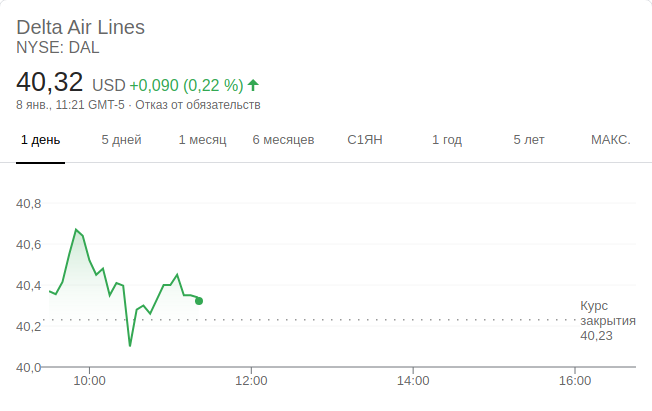 Delta Air Lines
NYSE: DAL
40,32 USD +0,090 (0,22 %)
8 янв., 11:21 GMT-5 · Отказ от обязательств
1 день 5 дней 1 месяц 6 месяцев С1ЯН 1 год 5 лет МАКС.
40,8
40,6
40,4
40,2
40,0
Курс
закрытия
40,23
10:00 12:00 14:00 16:00